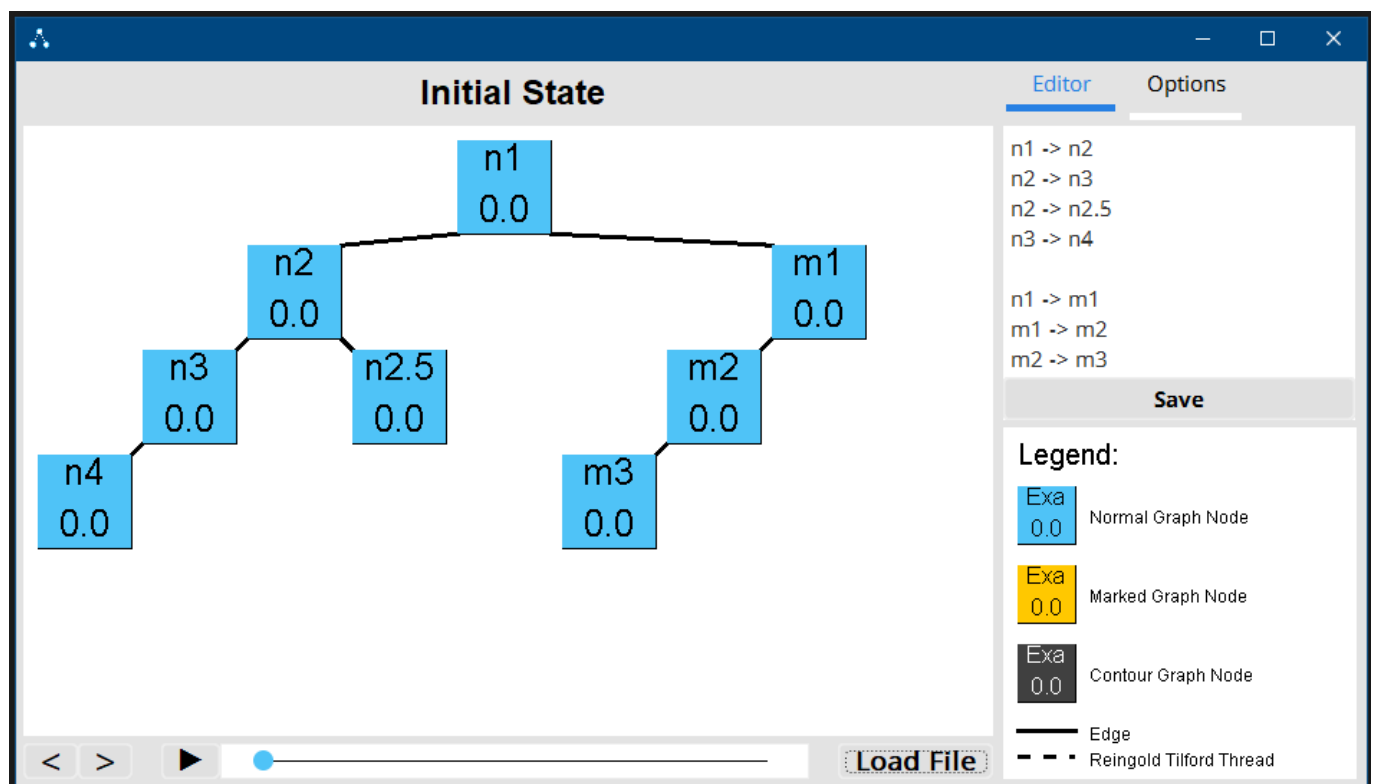 Initial State
Editor
Options
n1
0.0
n2
0.0
m1
0.0
n3
0.0
n2.5
0.0
m2
0.0
n4
0.0
m3
0.0
n1 -> n2
n2 -> n3
n2 -> n2.5
n3 -> n4
n1 -> m1
m1 -> m2
m2 -> m3
Save
Legend:
Exa
0.0
Normal Graph Node
Exa
0.0
Marked Graph Node
Exa
0.0
Contour Graph Node
Edge
Reingold Tilford Thread
< >
Load File